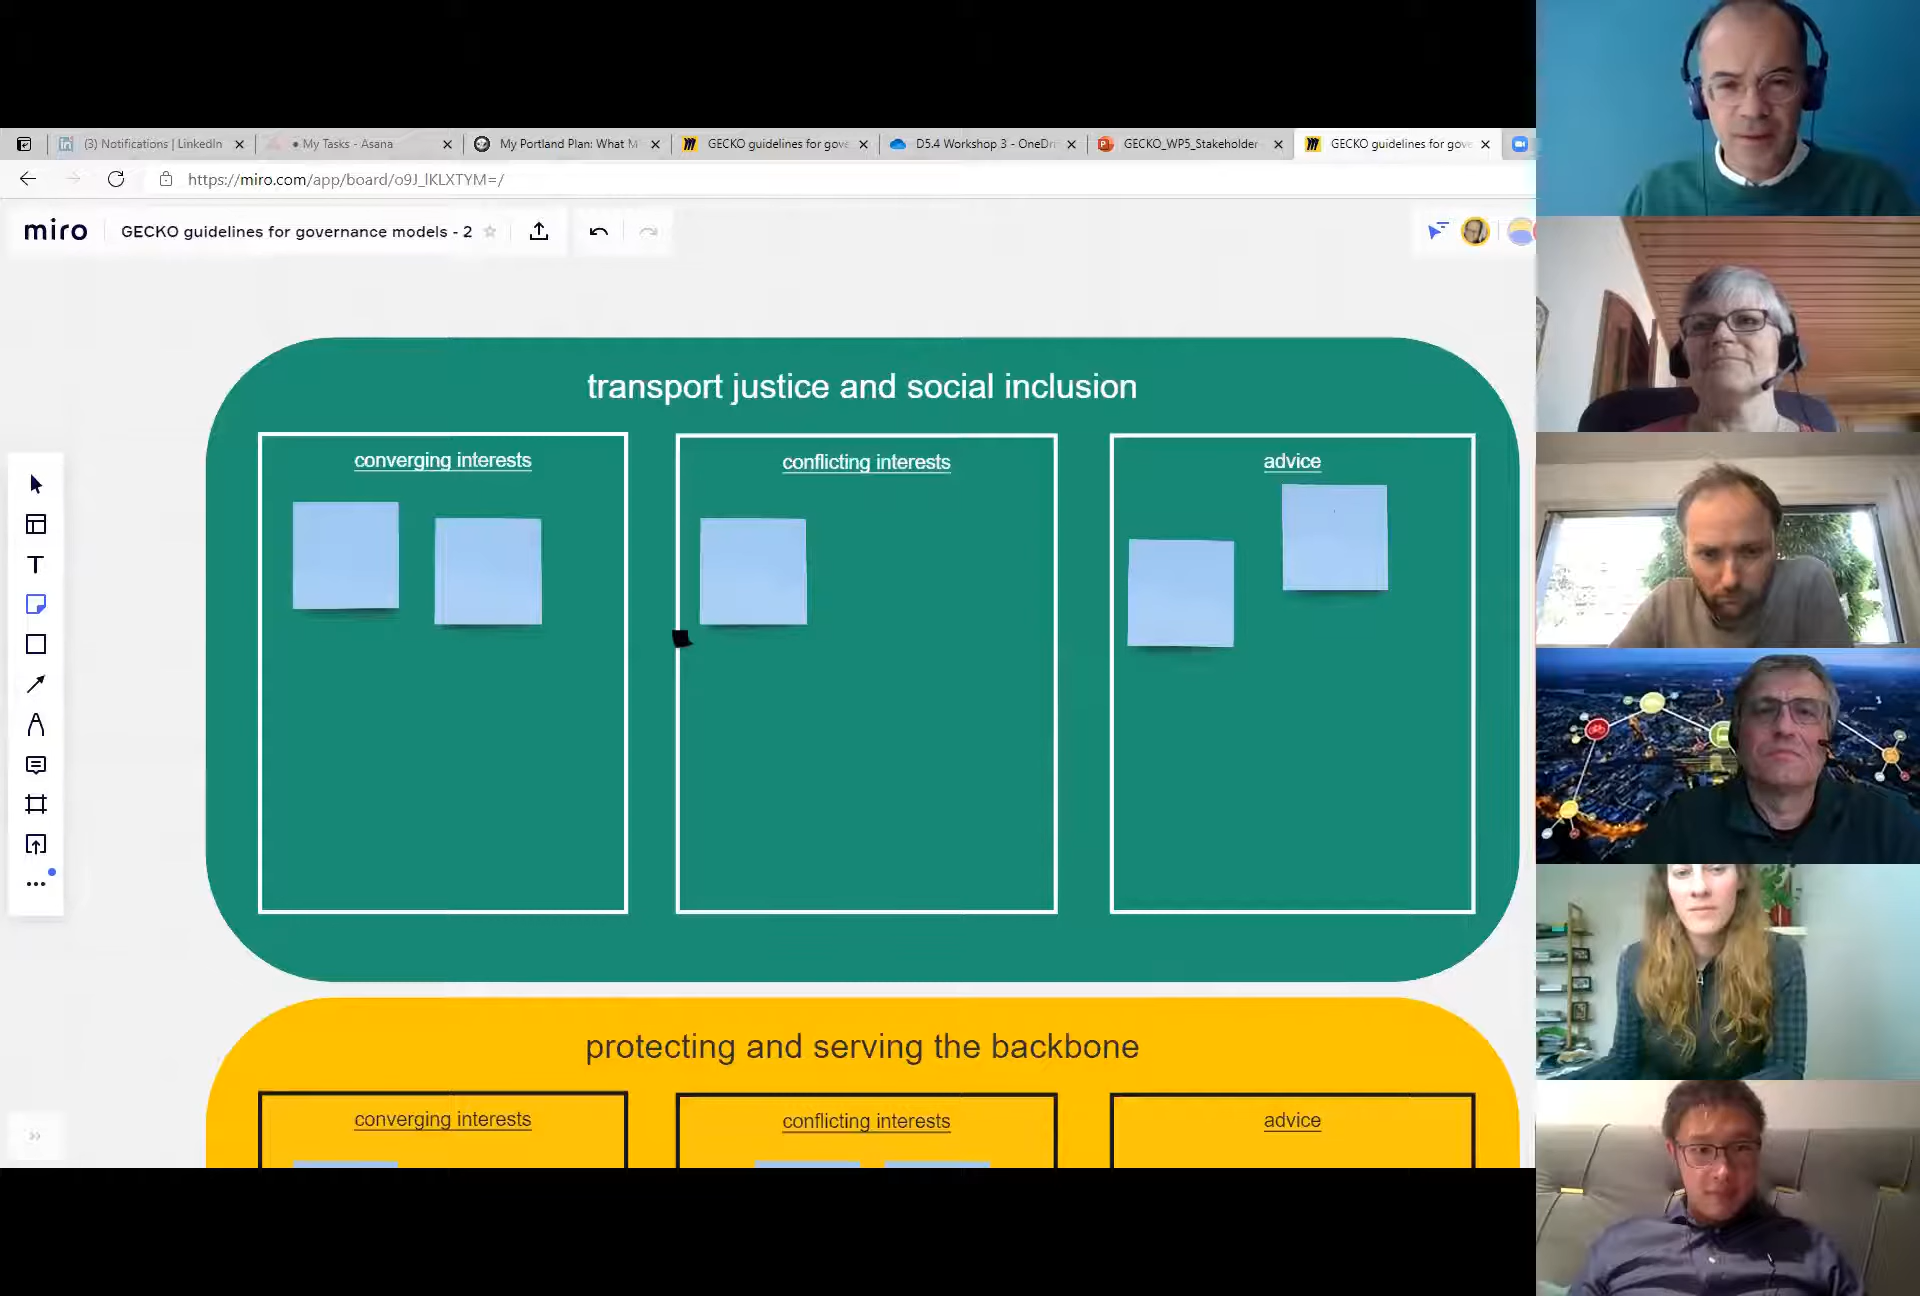 (3) Notifications | LinkedIn
• My Tasks - Asana
My Portland Plan: What M
GECKO guidelines for gove
D5.4 Workshop 3 - OneDri
GECKO_WP5_Stakeholder
GECKO guidelines for gove
https://miro.com/app/board/o9J_lKLXTYM=/
miro
GECKO guidelines for governance models - 2
transport justice and social inclusion
converging interests
conflicting interests
advice
protecting and serving the backbone
converging interests
conflicting interests
advice